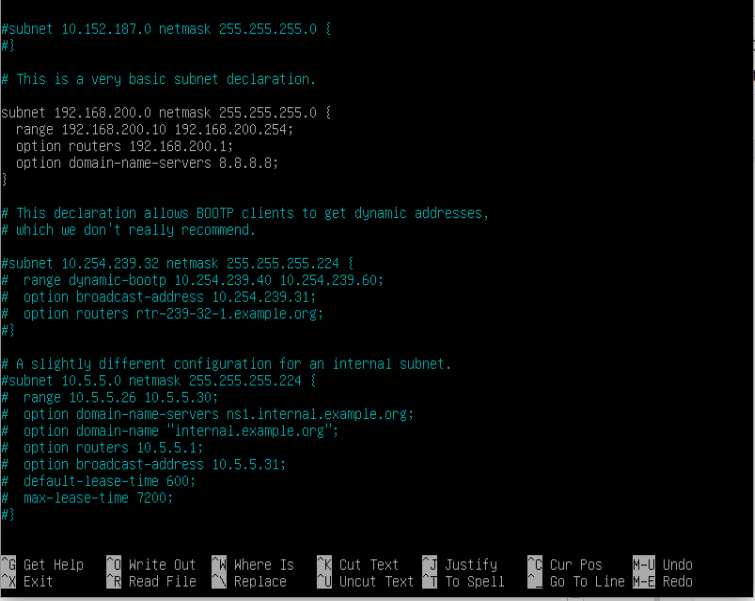 #subnet 10.152.187.0 netmask 255.255.255.0 {
#}
# This is a very basic subnet declaration.
subnet 192.168.200.0 netmask 255.255.255.0 {
  range 192.168.200.10 192.168.200.254;
  option routers 192.168.200.1;
  option domain-name-servers 8.8.8.8;
}
# This declaration allows BOOTP clients to get dynamic addresses,
# which we don't really recommend.
#subnet 10.254.239.32 netmask 255.255.255.224 {
#  range dynamic-bootp 10.254.239.40 10.254.239.60;
#  option broadcast-address 10.254.239.31;
#  option routers rtr-239-32-1.example.org;
#}
# A slightly different configuration for an internal subnet.
#subnet 10.5.5.0 netmask 255.255.255.224 {
#  range 10.5.5.26 10.5.5.30;
#  option domain-name-servers ns1.internal.example.org;
#  option domain-name "internal.example.org";
#  option routers 10.5.5.1;
#  option broadcast-address 10.5.5.31;
#  default-lease-time 600;
#  max-lease-time 7200;
#}
^G Get Help ^O Write Out ^W Where Is ^K Cut Text ^J Justify ^C Cur Pos M-U Undo
^X Exit ^R Read File ^\ Replace ^U Uncut Text ^T To Spell ^_ Go To Line M-E Redo